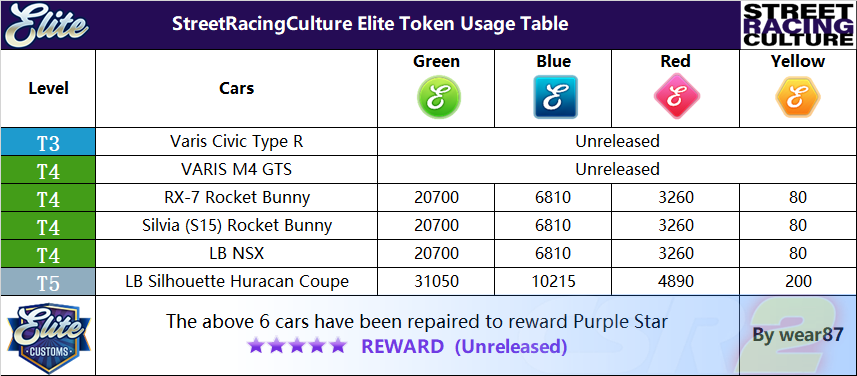 Elite
StreetRacingCulture Elite Token Usage Table
STREET
RACING
CULTURE
Level Cars Green Blue Red Yellow
E E E E
T3 Varis Civic Type R Unreleased
T4 VARIS M4 GTS Unreleased
T4 RX-7 Rocket Bunny 20700 6810 3260 80
T4 Silvia (S15) Rocket Bunny 20700 6810 3260 80
T4 LB NSX 20700 6810 3260 80
T5 LB Silhouette Huracan Coupe 31050 10215 4890 200
Elite
CUSTOMS
The above 6 cars have been repaired to reward Purple Star
REWARD (Unreleased)
SR2
By wear87